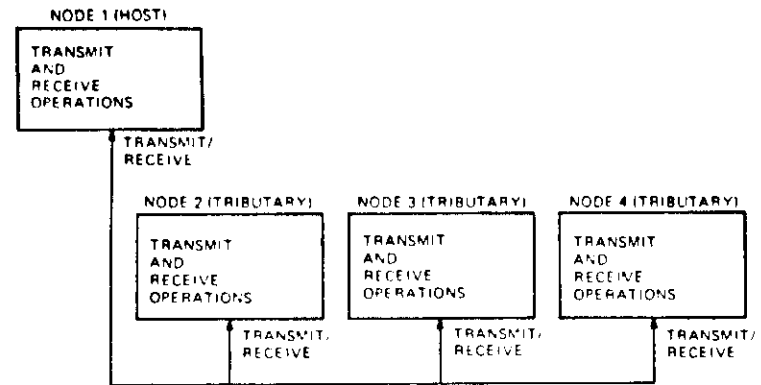 NODE 1 (HOST)
TRANSMIT
AND
RECEIVE
OPERATIONS
TRANSMIT/
RECEIVE
NODE 2 (TRIBUTARY)
TRANSMIT
AND
RECEIVE
OPERATIONS
TRANSMIT/
RECEIVE
NODE 3 (TRIBUTARY)
TRANSMIT
AND
RECEIVE
OPERATIONS
TRANSMIT/
RECEIVE
NODE 4 (TRIBUTARY)
TRANSMIT
AND
RECEIVE
OPERATIONS
TRANSMIT/
RECEIVE